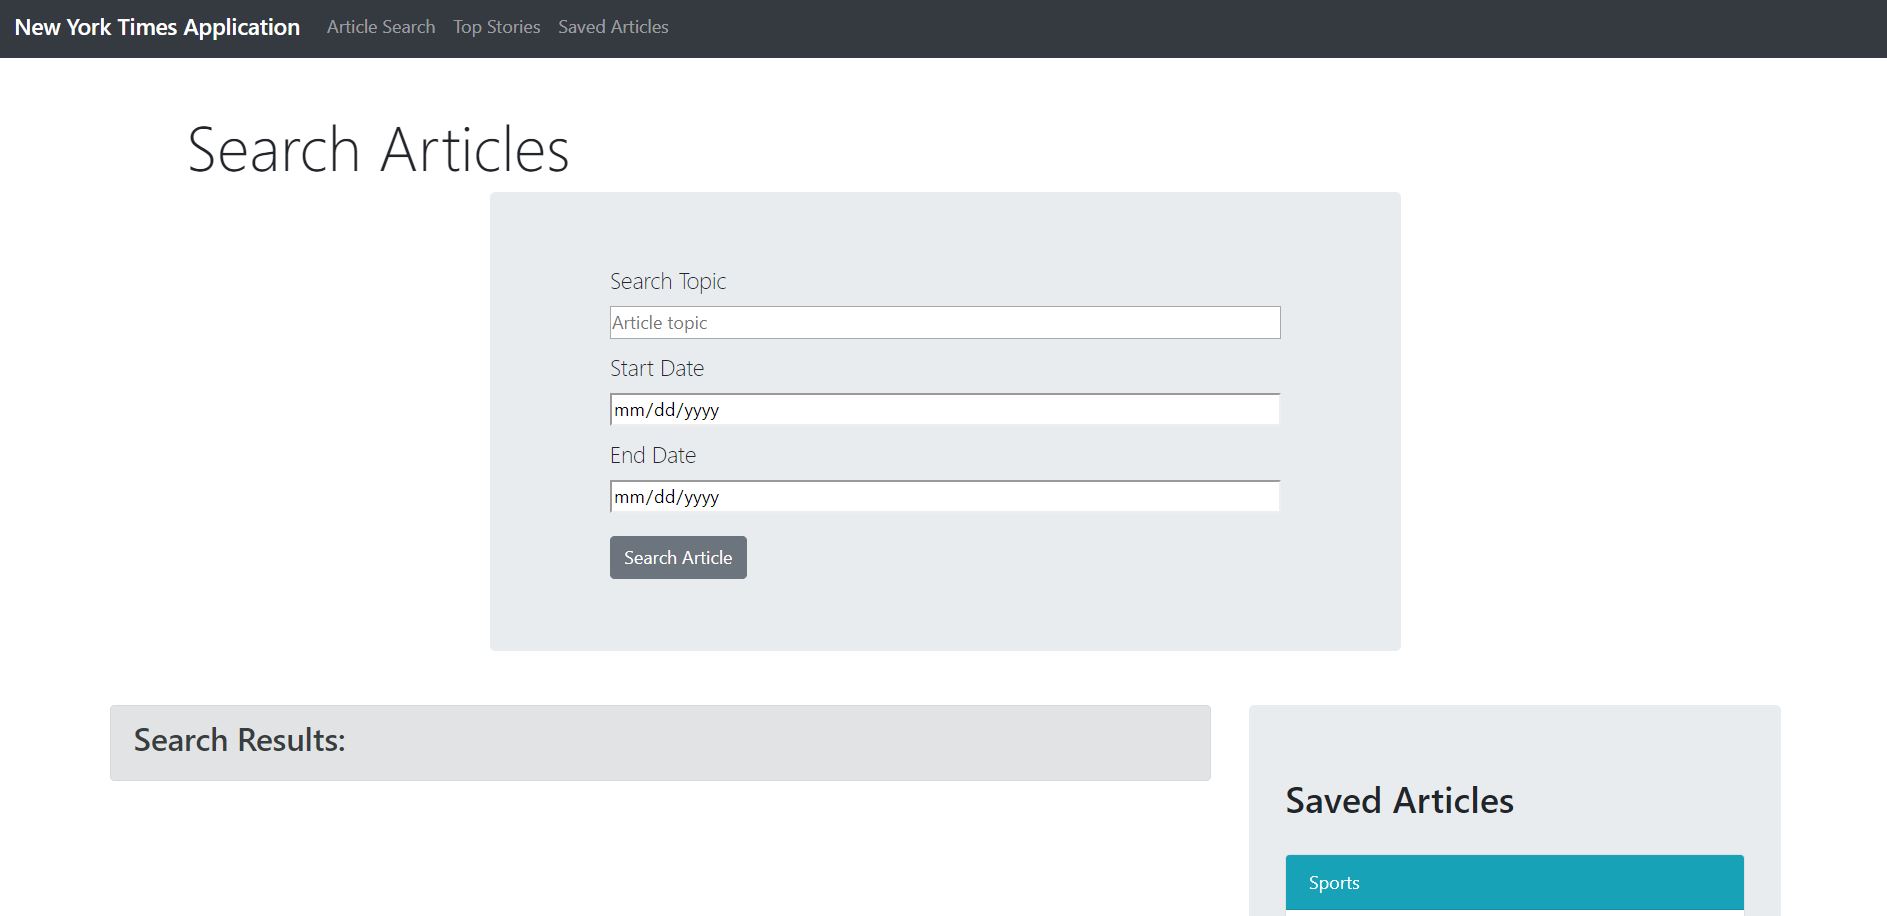 New York Times Application Article Search Top Stories Saved Articles
Search Articles
Search Topic
Article topic
Start Date
mm/dd/yyyy
End Date
mm/dd/yyyy
Search Article
Search Results:
Saved Articles
Sports